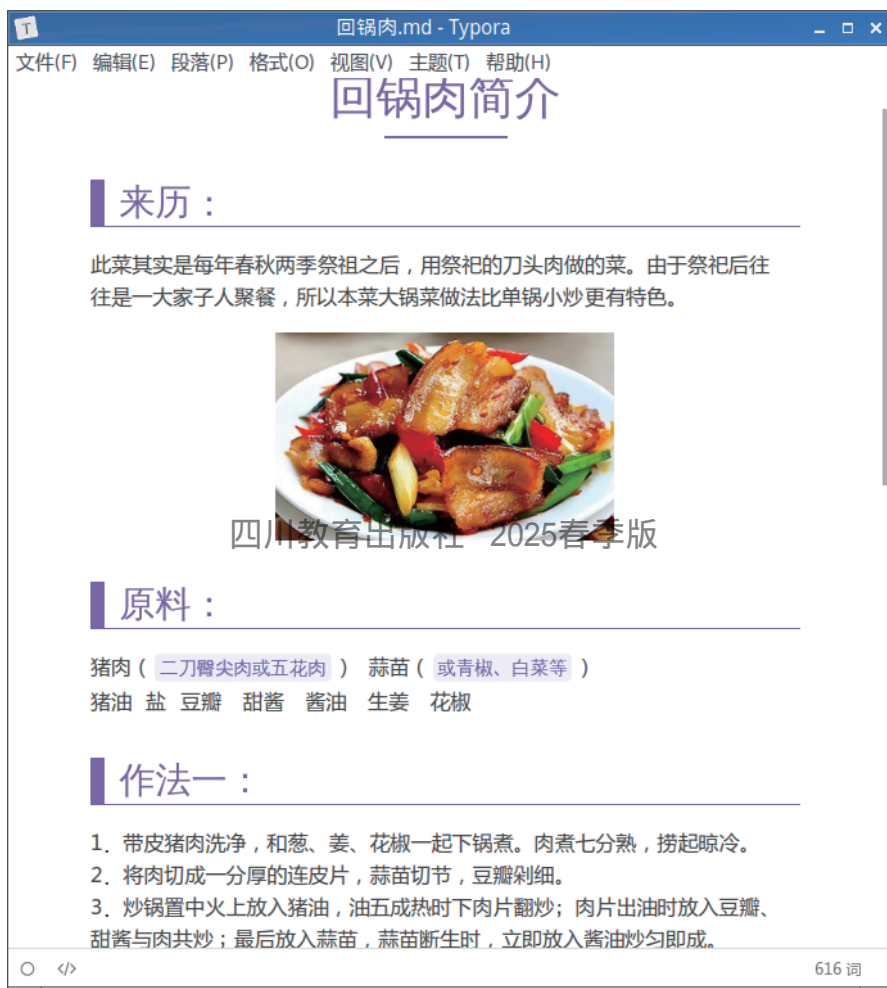 T 回锅肉.md - Typora
文件(F) 编辑(E) 段落(P) 格式(O) 视图(V) 主题(T) 帮助(H)
回锅肉简介
来历：
此菜其实是每年春秋两季祭祖之后，用祭祀的刀头肉做的菜。由于祭祀后往
往是一大家子人聚餐，所以本菜大锅菜做法比单锅小炒更有特色。
四川教育出版社 2025春季版
原料：
猪肉（ 二刀臀尖肉或五花肉 ） 蒜苗（ 或青椒、白菜等 ）
猪油 盐 豆瓣 甜酱 酱油 生姜 花椒
作法一：
1．带皮猪肉洗净，和葱、姜、花椒一起下锅煮。肉煮七分熟，捞起晾冷。
2．将肉切成一分厚的连皮片，蒜苗切节，豆瓣剁细。
3．炒锅置中火上放入猪油，油五成热时下肉片翻炒；肉片出油时放入豆瓣、
甜酱与肉共炒；最后放入蒜苗，蒜苗断生时，立即放入酱油炒匀即成。
</> 616 词